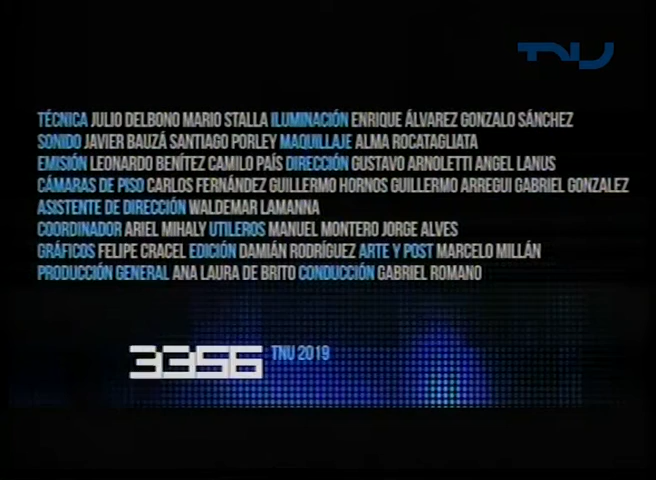 TNU
TÉCNICA JULIO DELBONO MARIO STALLA ILUMINACIÓN ENRIQUE ÁLVAREZ GONZALO SÁNCHEZ
SONIDO JAVIER BAUZÁ SANTIAGO PORLEY MAQUILLAJE ALMA ROCATAGLIATA
EMISIÓN LEONARDO BENÍTEZ CAMILO PAÍS DIRECCIÓN GUSTAVO ARNOLETTI ANGEL LANUS
CÁMARAS DE PISO CARLOS FERNÁNDEZ GUILLERMO HORNOS GUILLERMO ARREGUI GABRIEL GONZALEZ
ASISTENTE DE DIRECCIÓN WALDEMAR LAMANNA
COORDINADOR ARIEL MIHALY UTILEROS MANUEL MONTERO JORGE ALVES
GRÁFICOS FELIPE CRACEL EDICIÓN DAMIÁN RODRÍGUEZ ARTE Y POST MARCELO MILLÁN
PRODUCCIÓN GENERAL ANA LAURA DE BRITO CONDUCCIÓN GABRIEL ROMANO
3356 TNU 2019